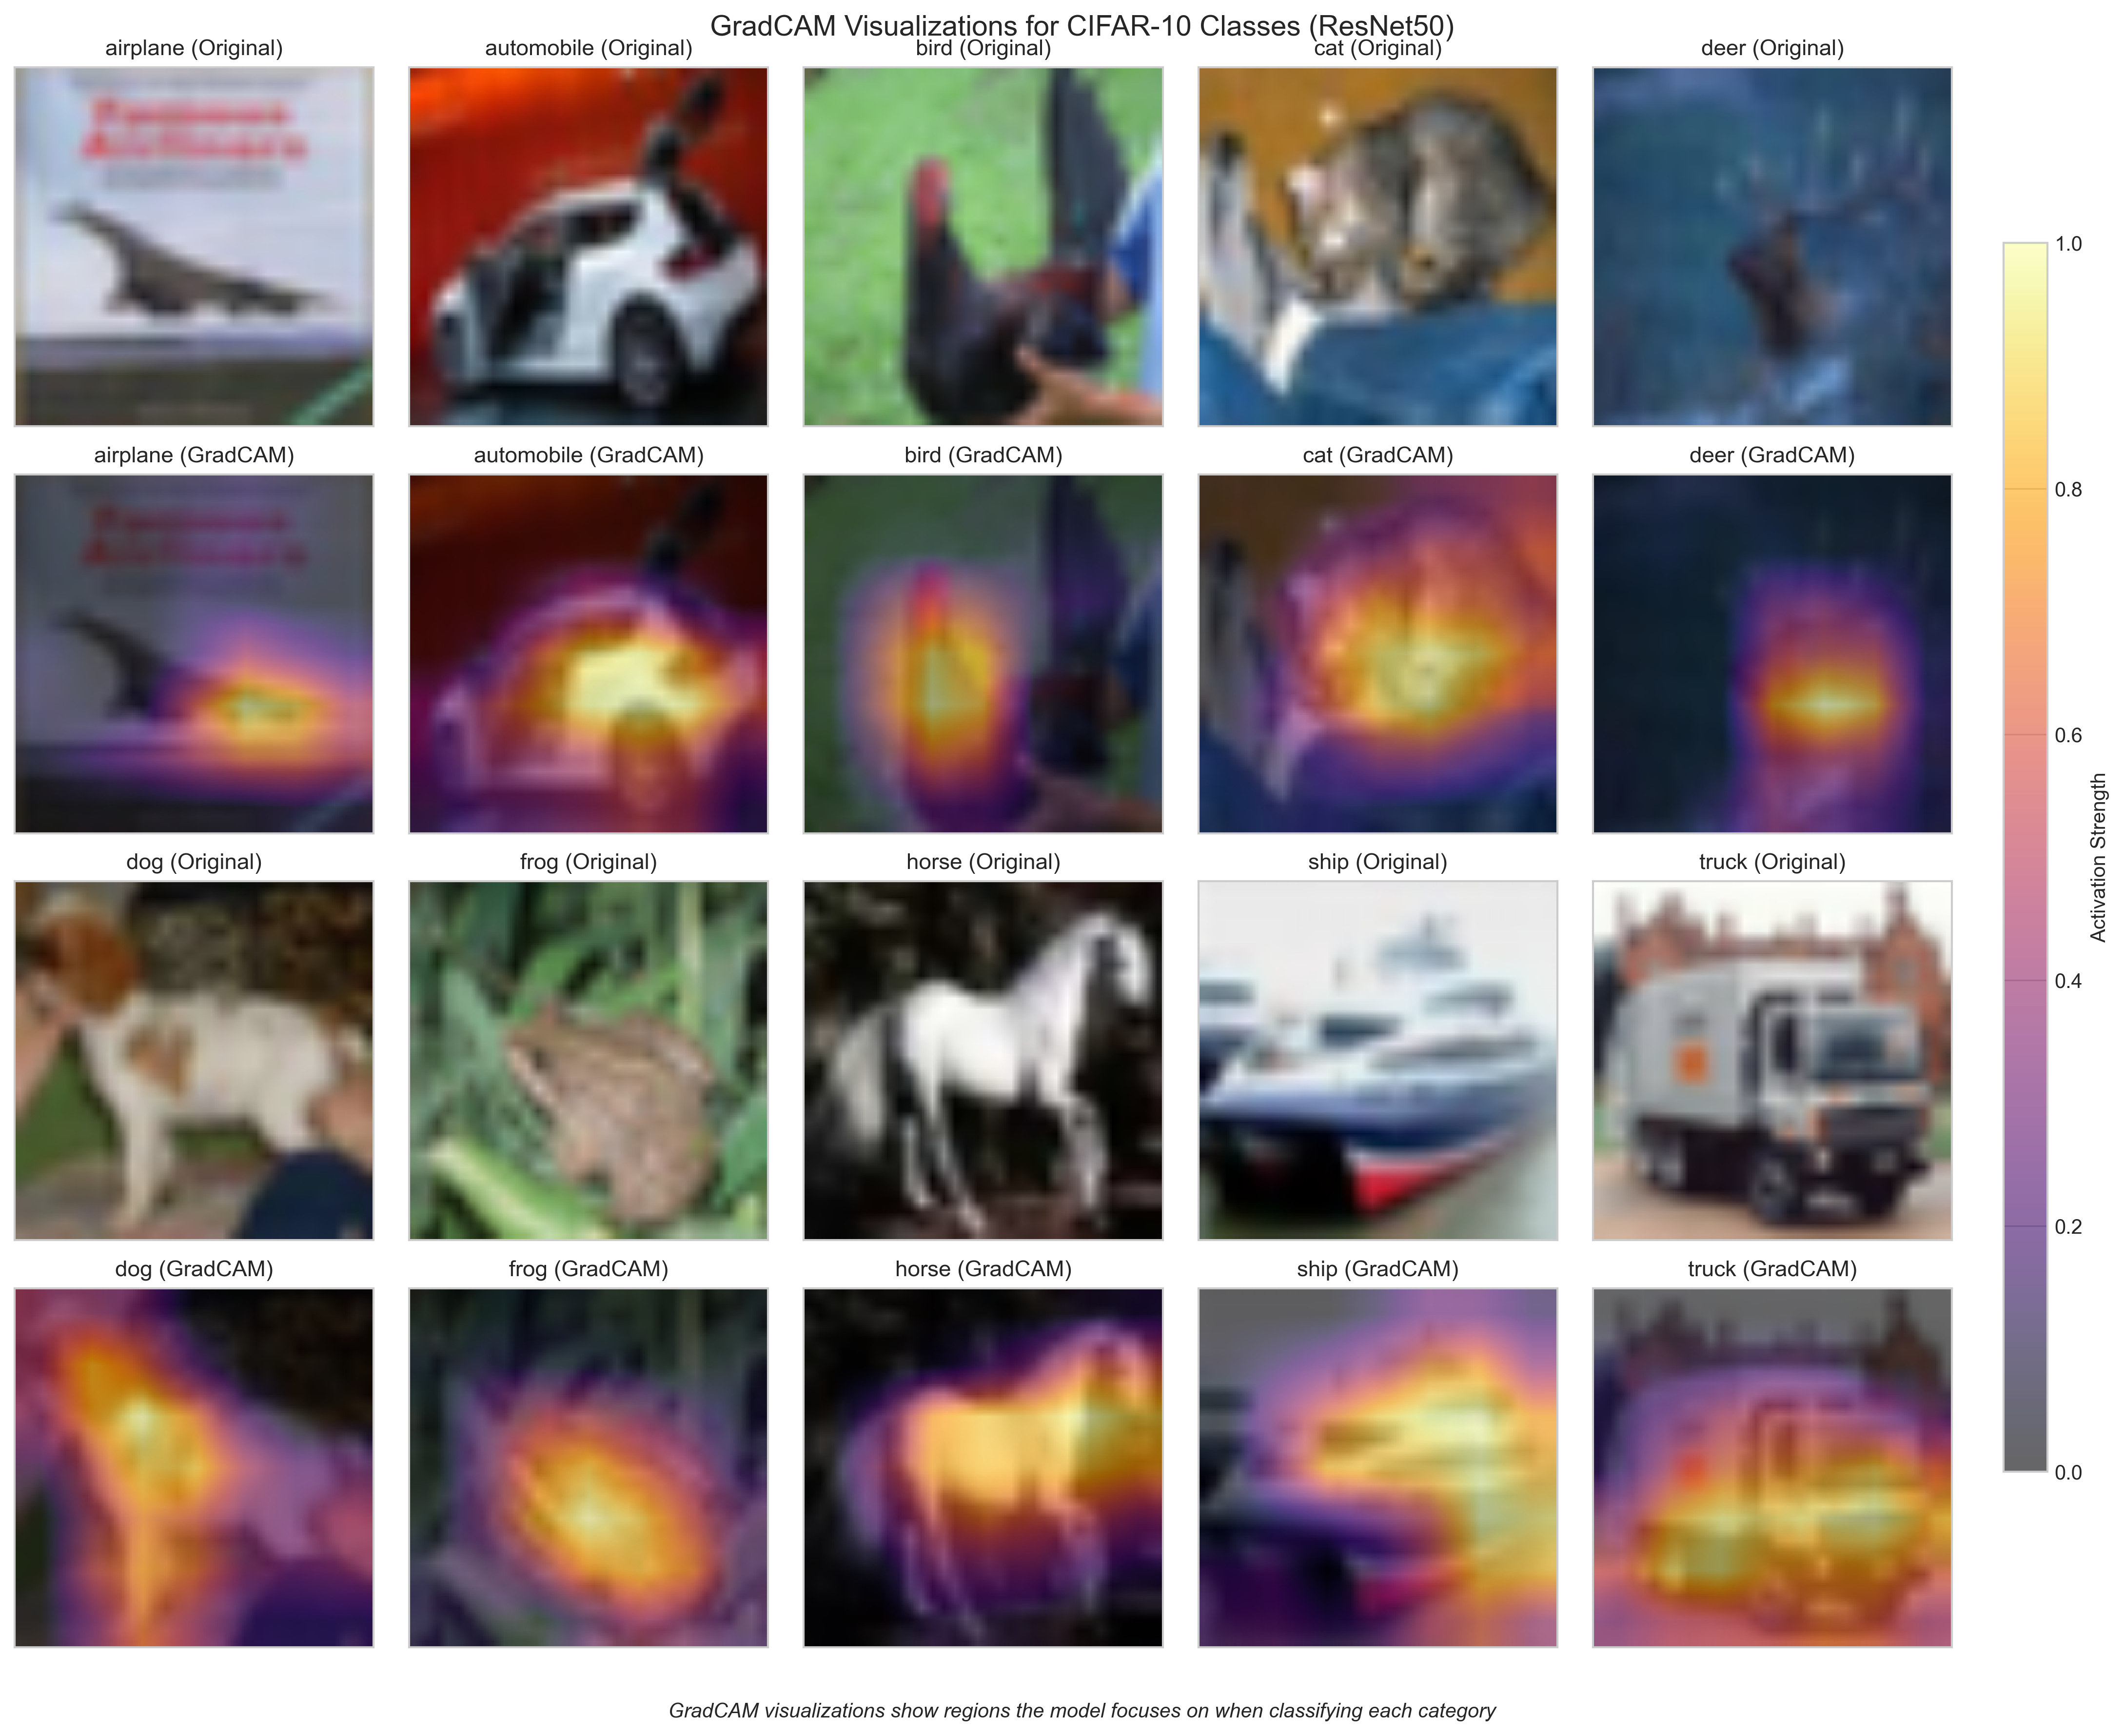 GradCAM Visualizations for CIFAR-10 Classes (ResNet50)
airplane (Original)
automobile (Original)
bird (Original)
cat (Original)
deer (Original)
airplane (GradCAM)
automobile (GradCAM)
bird (GradCAM)
cat (GradCAM)
deer (GradCAM)
dog (Original)
frog (Original)
horse (Original)
ship (Original)
truck (Original)
dog (GradCAM)
frog (GradCAM)
horse (GradCAM)
ship (GradCAM)
truck (GradCAM)
1.0
0.8
0.6
0.4
0.2
0.0
Activation Strength
GradCAM visualizations show regions the model focuses on when classifying each category